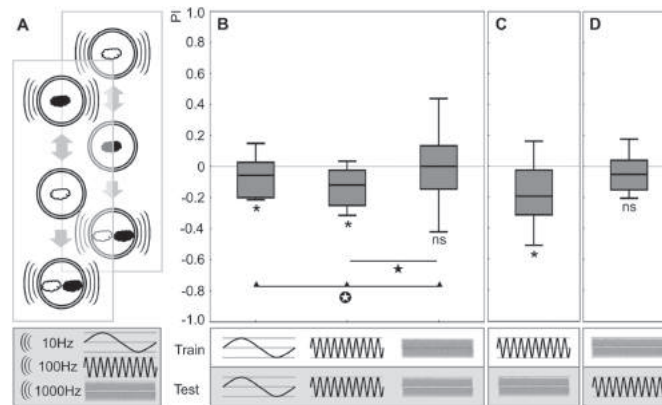 A
10Hz
100Hz
1000Hz
PI
1.0
0.8
0.6
0.4
0.2
0
-0.2
-0.4
-0.6
-0.8
-1.0
B
*
*
ns
★
✪
C
*
D
ns
Train
Test